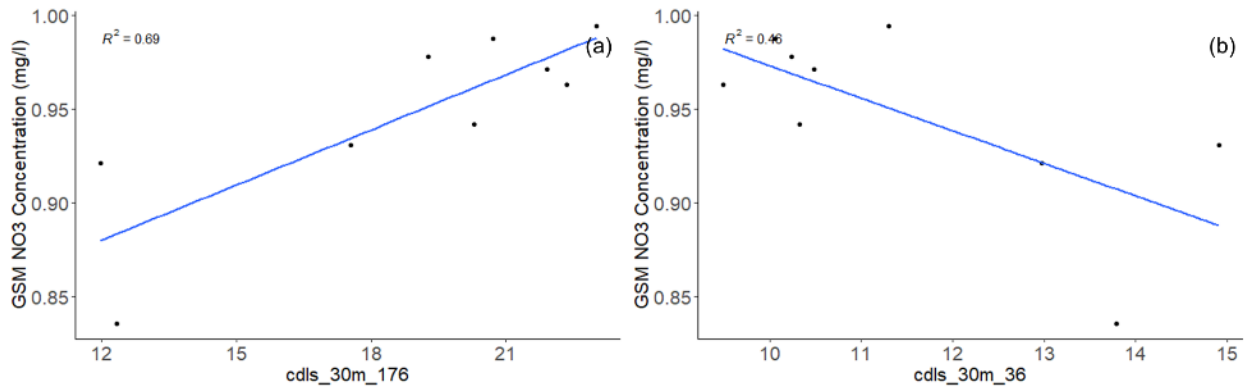 GSM NO3 Concentration (mg/l)
1.00
0.95
0.90
0.85
R² = 0.69
(a)
12 15 18 21
cdls_30m_176
GSM NO3 Concentration (mg/l)
1.00
0.95
0.90
0.85
R² = 0.46
(b)
10 11 12 13 14 15
cdls_30m_36